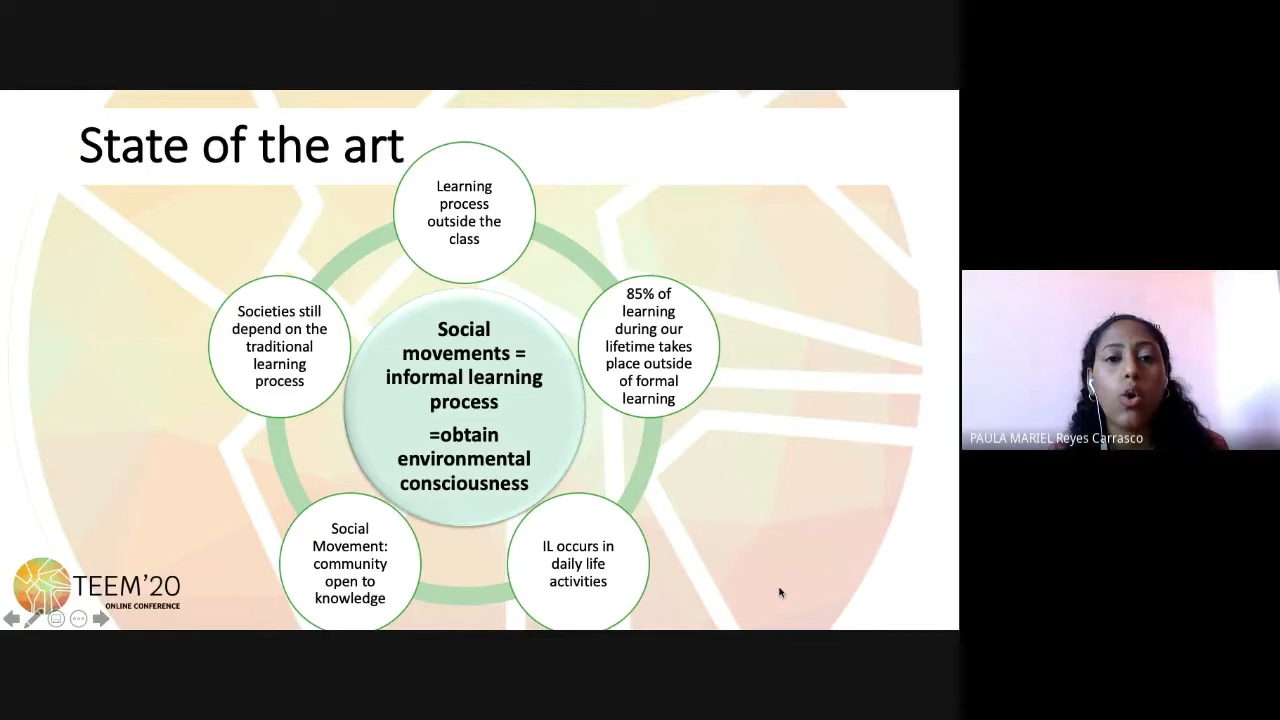 State of the art
Learning
process
outside the
class
85% of
learning
during our
lifetime takes
place outside
of formal
learning
IL occurs in
daily life
activities
Social
Movement:
community
open to
knowledge
Societies still
depend on the
traditional
learning
process
Social
movements =
informal learning
process
=obtain
environmental
consciousness
TEEM'20
ONLINE CONFERENCE
PAULA MARIEL Reyes Carrasco